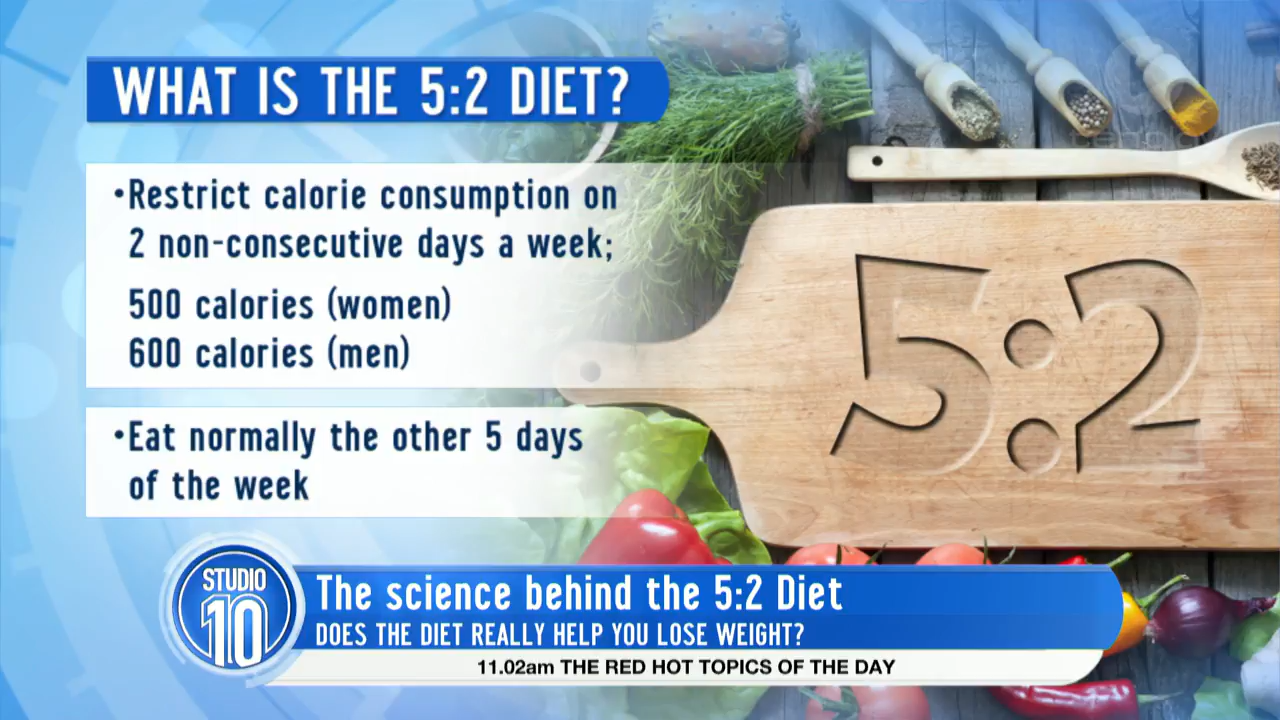 WHAT IS THE 5:2 DIET?
•Restrict calorie consumption on
2 non-consecutive days a week;
500 calories (women)
600 calories (men)
•Eat normally the other 5 days
of the week
5:2
STUDIO
10
The science behind the 5:2 Diet
DOES THE DIET REALLY HELP YOU LOSE WEIGHT?
11.02am THE RED HOT TOPICS OF THE DAY